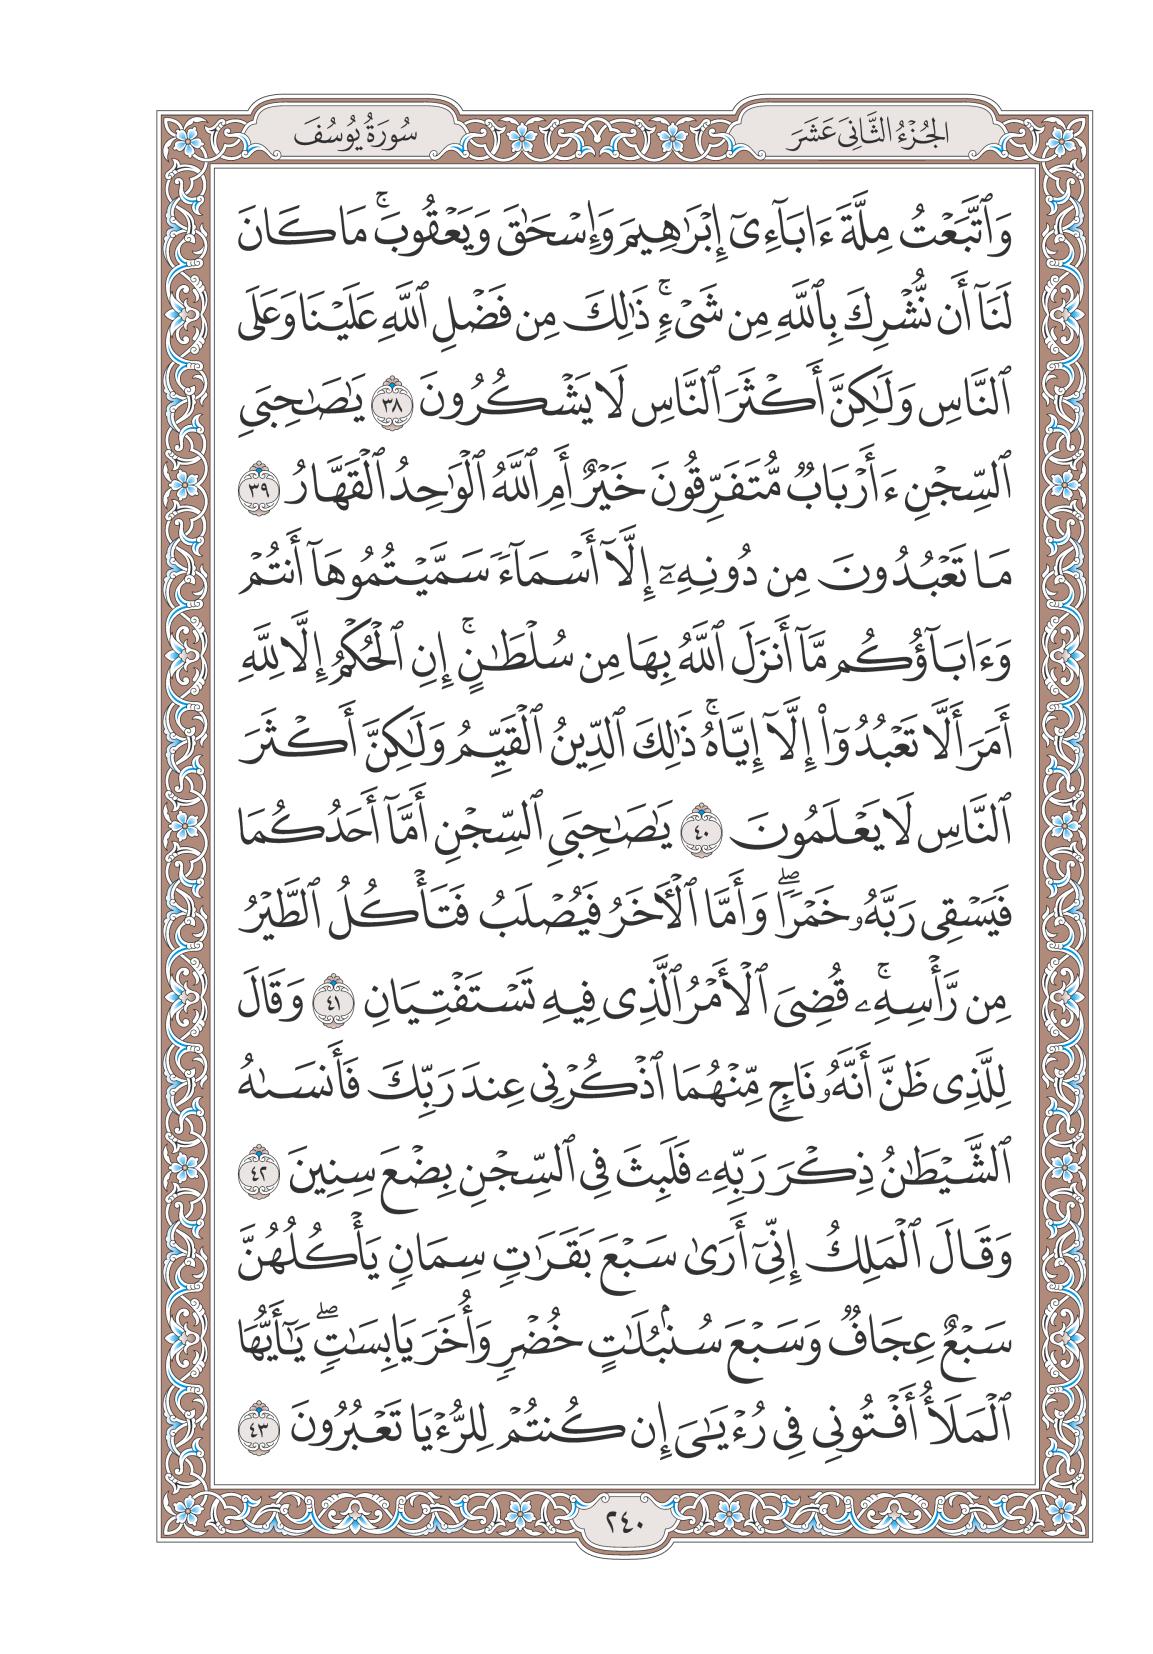 الجُزْءُ الثَّانِي عَشَرَ
سُورَةُ يُوسُفَ
وَٱتَّبَعْتُ مِلَّةَ ءَابَآءِىٓ إِبْرَٰهِيمَ وَإِسْحَٰقَ وَيَعْقُوبَۚ مَا كَانَ
لَنَآ أَن نُّشْرِكَ بِٱللَّهِ مِن شَىْءٍۚ ذَٰلِكَ مِن فَضْلِ ٱللَّهِ عَلَيْنَا وَعَلَى
ٱلنَّاسِ وَلَٰكِنَّ أَكْثَرَ ٱلنَّاسِ لَا يَشْكُرُونَ ٣٨ يَٰصَٰحِبَىِ
ٱلسِّجْنِ ءَأَرْبَابٌ مُّتَفَرِّقُونَ خَيْرٌ أَمِ ٱللَّهُ ٱلْوَٰحِدُ ٱلْقَهَّارُ ٣٩
مَا تَعْبُدُونَ مِن دُونِهِۦٓ إِلَّآ أَسْمَآءً سَمَّيْتُمُوهَآ أَنتُمْ
وَءَابَآؤُكُم مَّآ أَنزَلَ ٱللَّهُ بِهَا مِن سُلْطَٰنٍۚ إِنِ ٱلْحُكْمُ إِلَّا لِلَّهِ
أَمَرَ أَلَّا تَعْبُدُوٓا۟ إِلَّآ إِيَّاهُۚ ذَٰلِكَ ٱلدِّينُ ٱلْقَيِّمُ وَلَٰكِنَّ أَكْثَرَ
ٱلنَّاسِ لَا يَعْلَمُونَ ٤٠ يَٰصَٰحِبَىِ ٱلسِّجْنِ أَمَّآ أَحَدُكُمَا
فَيَسْقِى رَبَّهُۥ خَمْرًاۖ وَأَمَّا ٱلْءَاخَرُ فَيُصْلَبُ فَتَأْكُلُ ٱلطَّيْرُ
مِن رَّأْسِهِۦۚ قُضِىَ ٱلْأَمْرُ ٱلَّذِى فِيهِ تَسْتَفْتِيَانِ ٤١ وَقَالَ
لِلَّذِى ظَنَّ أَنَّهُۥ نَاجٍ مِّنْهُمَا ٱذْكُرْنِى عِندَ رَبِّكَ فَأَنسَىٰهُ
ٱلشَّيْطَٰنُ ذِكْرَ رَبِّهِۦ فَلَبِثَ فِى ٱلسِّجْنِ بِضْعَ سِنِينَ ٤٢
وَقَالَ ٱلْمَلِكُ إِنِّىٓ أَرَىٰ سَبْعَ بَقَرَٰتٍ سِمَانٍ يَأْكُلُهُنَّ
سَبْعٌ عِجَافٌ وَسَبْعَ سُنۢبُلَٰتٍ خُضْرٍ وَأُخَرَ يَابِسَٰتٍۖ يَٰٓأَيُّهَا
ٱلْمَلَأُ أَفْتُونِى فِى رُءْيَٰىَ إِن كُنتُمْ لِلرُّءْيَا تَعْبُرُونَ ٤٣
٢٤٠